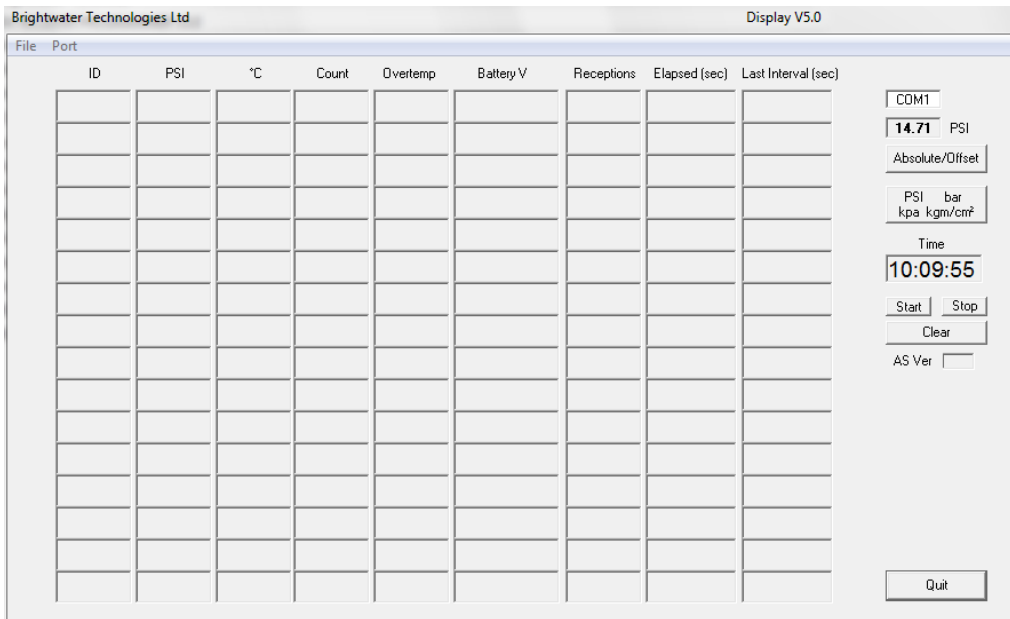 Brightwater Technologies Ltd Display V5.0
File Port
ID PSI °C Count Overtemp Battery V Receptions Elapsed (sec) Last Interval (sec)
COM1
14.71 PSI
Absolute/Offset
PSI bar
kpa kgm/cm²
Time
10:09:55
Start Stop
Clear
AS Ver
Quit